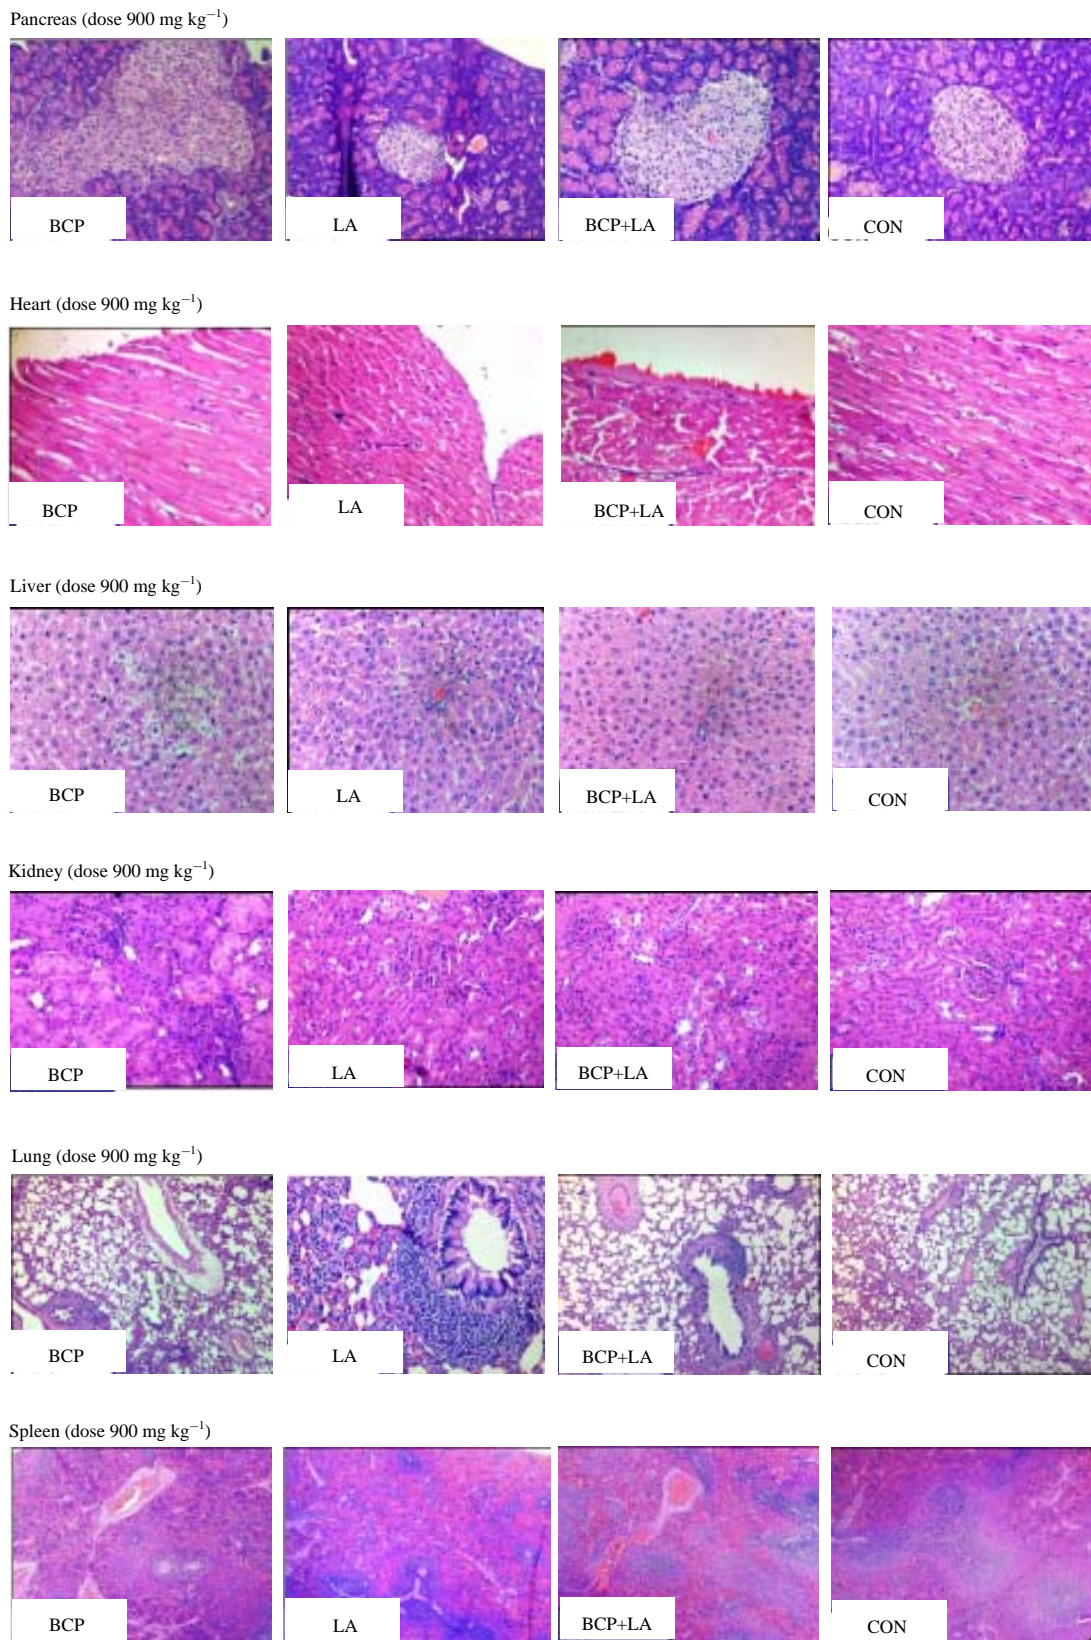 Pancreas (dose 900 mg kg⁻¹)
BCP
LA
BCP+LA
CON
Heart (dose 900 mg kg⁻¹)
BCP
LA
BCP+LA
CON
Liver (dose 900 mg kg⁻¹)
BCP
LA
BCP+LA
CON
Kidney (dose 900 mg kg⁻¹)
BCP
LA
BCP+LA
CON
Lung (dose 900 mg kg⁻¹)
BCP
LA
BCP+LA
CON
Spleen (dose 900 mg kg⁻¹)
BCP
LA
BCP+LA
CON